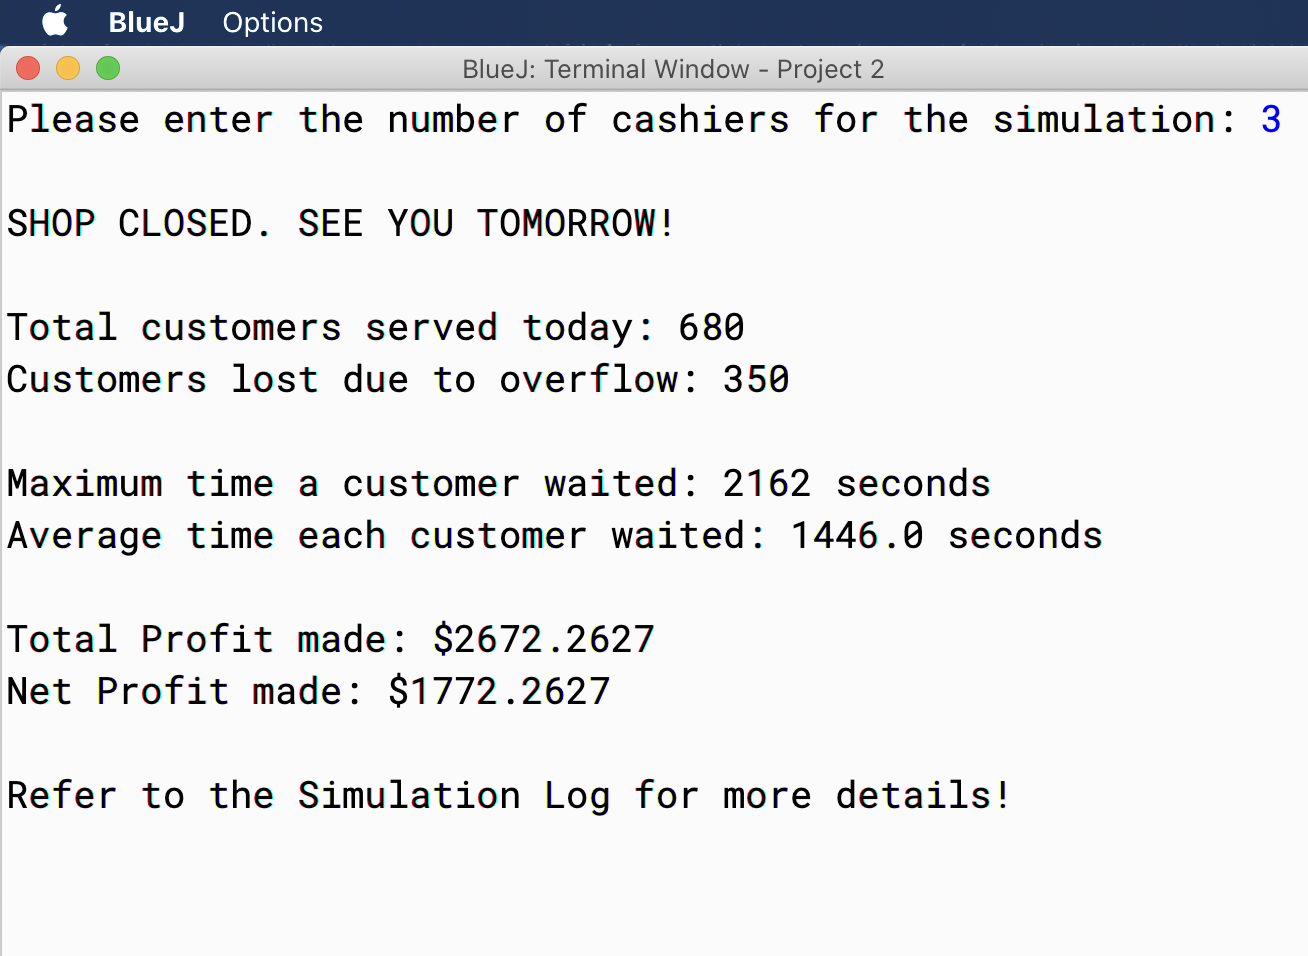 BlueJ Options
BlueJ: Terminal Window - Project 2
Please enter the number of cashiers for the simulation: 3
SHOP CLOSED. SEE YOU TOMORROW!
Total customers served today: 680
Customers lost due to overflow: 350
Maximum time a customer waited: 2162 seconds
Average time each customer waited: 1446.0 seconds
Total Profit made: $2672.2627
Net Profit made: $1772.2627
Refer to the Simulation Log for more details!